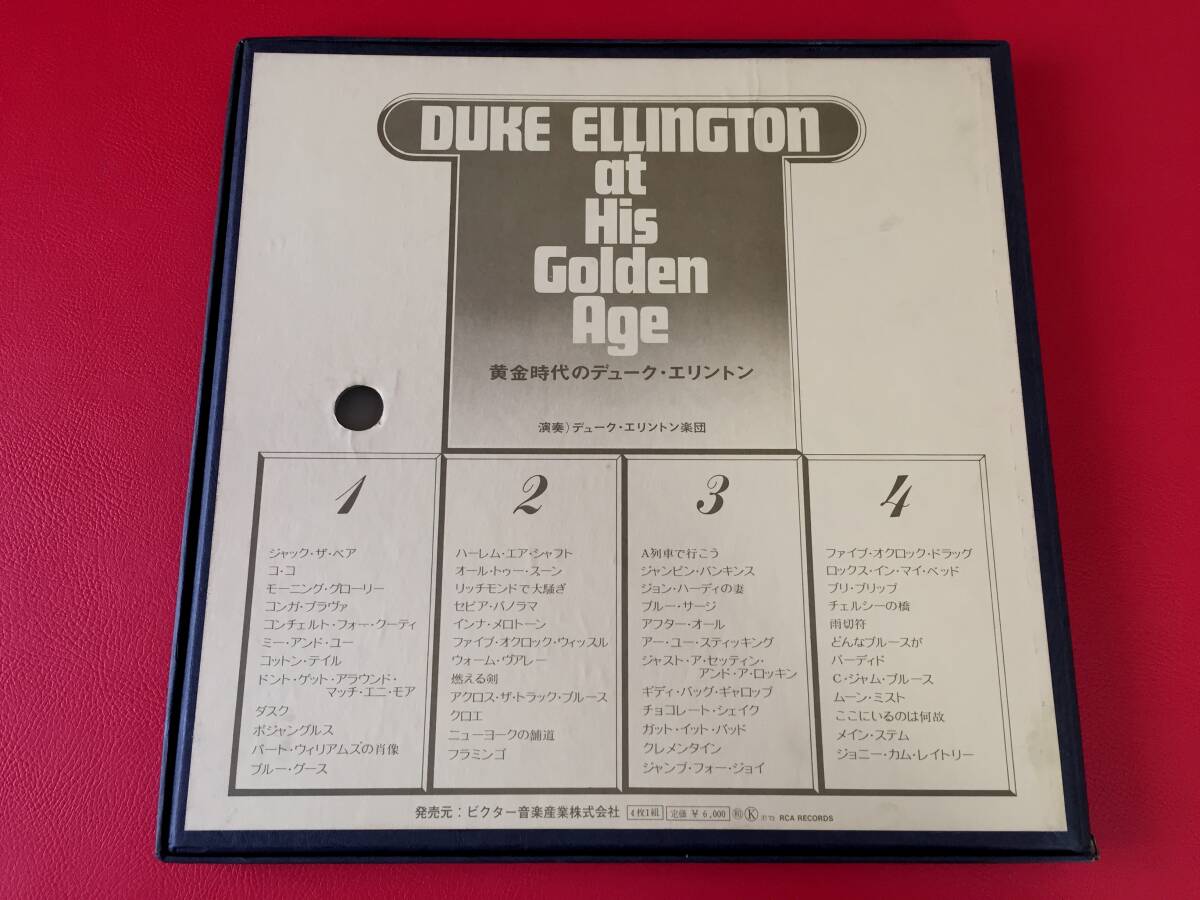 DUKE ELLINGTON
at
His
Golden
Age
黄金時代のデューク・エリントン
演奏)デューク・エリントン楽団
1
ジャック・ザ・ベア
コ・コ
モーニング・グローリー
コンガ・ブラヴァ
コンチェルト・フォー・クーティ
ミー・アンド・ユー
コットン・テイル
ドント・ゲット・アラウンド・
マッチ・エニ・モア
ダスク
ボジャングルス
バート・ウィリアムズの肖像
ブルー・グース
2
ハーレム・エア・シャフト
オール・トゥー・スーン
リッチモンドで大騒ぎ
セピア・パノラマ
インナ・メロトーン
ファイブ・オクロック・ウィッスル
ウォーム・ヴァレー
燃える剣
アクロス・ザ・トラック・ブルース
クロエ
ニューヨークの舗道
フラミンゴ
3
A列車で行こう
ジャンピン・パンキンス
ジョン・ハーディの妻
ブルー・サージ
アフター・オール
アー・ユー・スティッキング
ジャスト・ア・セッティン・
アンド・ア・ロッキン
ギディ・バッグ・ギャロップ
チョコレート・シェイク
ガット・イット・バッド
クレメンタイン
ジャンプ・フォー・ジョイ
4
ファイブ・オクロック・ドラッグ
ロックス・イン・マイ・ベッド
ブリ・ブリップ
チェルシーの橋
雨切符
どんなブルースが
バーディド
C・ジャム・ブルース
ムーン・ミスト
ここにいるのは何故
メイン・ステム
ジョニー・カム・レイトリー
発売元:ビクター音楽産業株式会社 4枚1組 定価 ¥6,000 Ⓚ RCA RECORDS